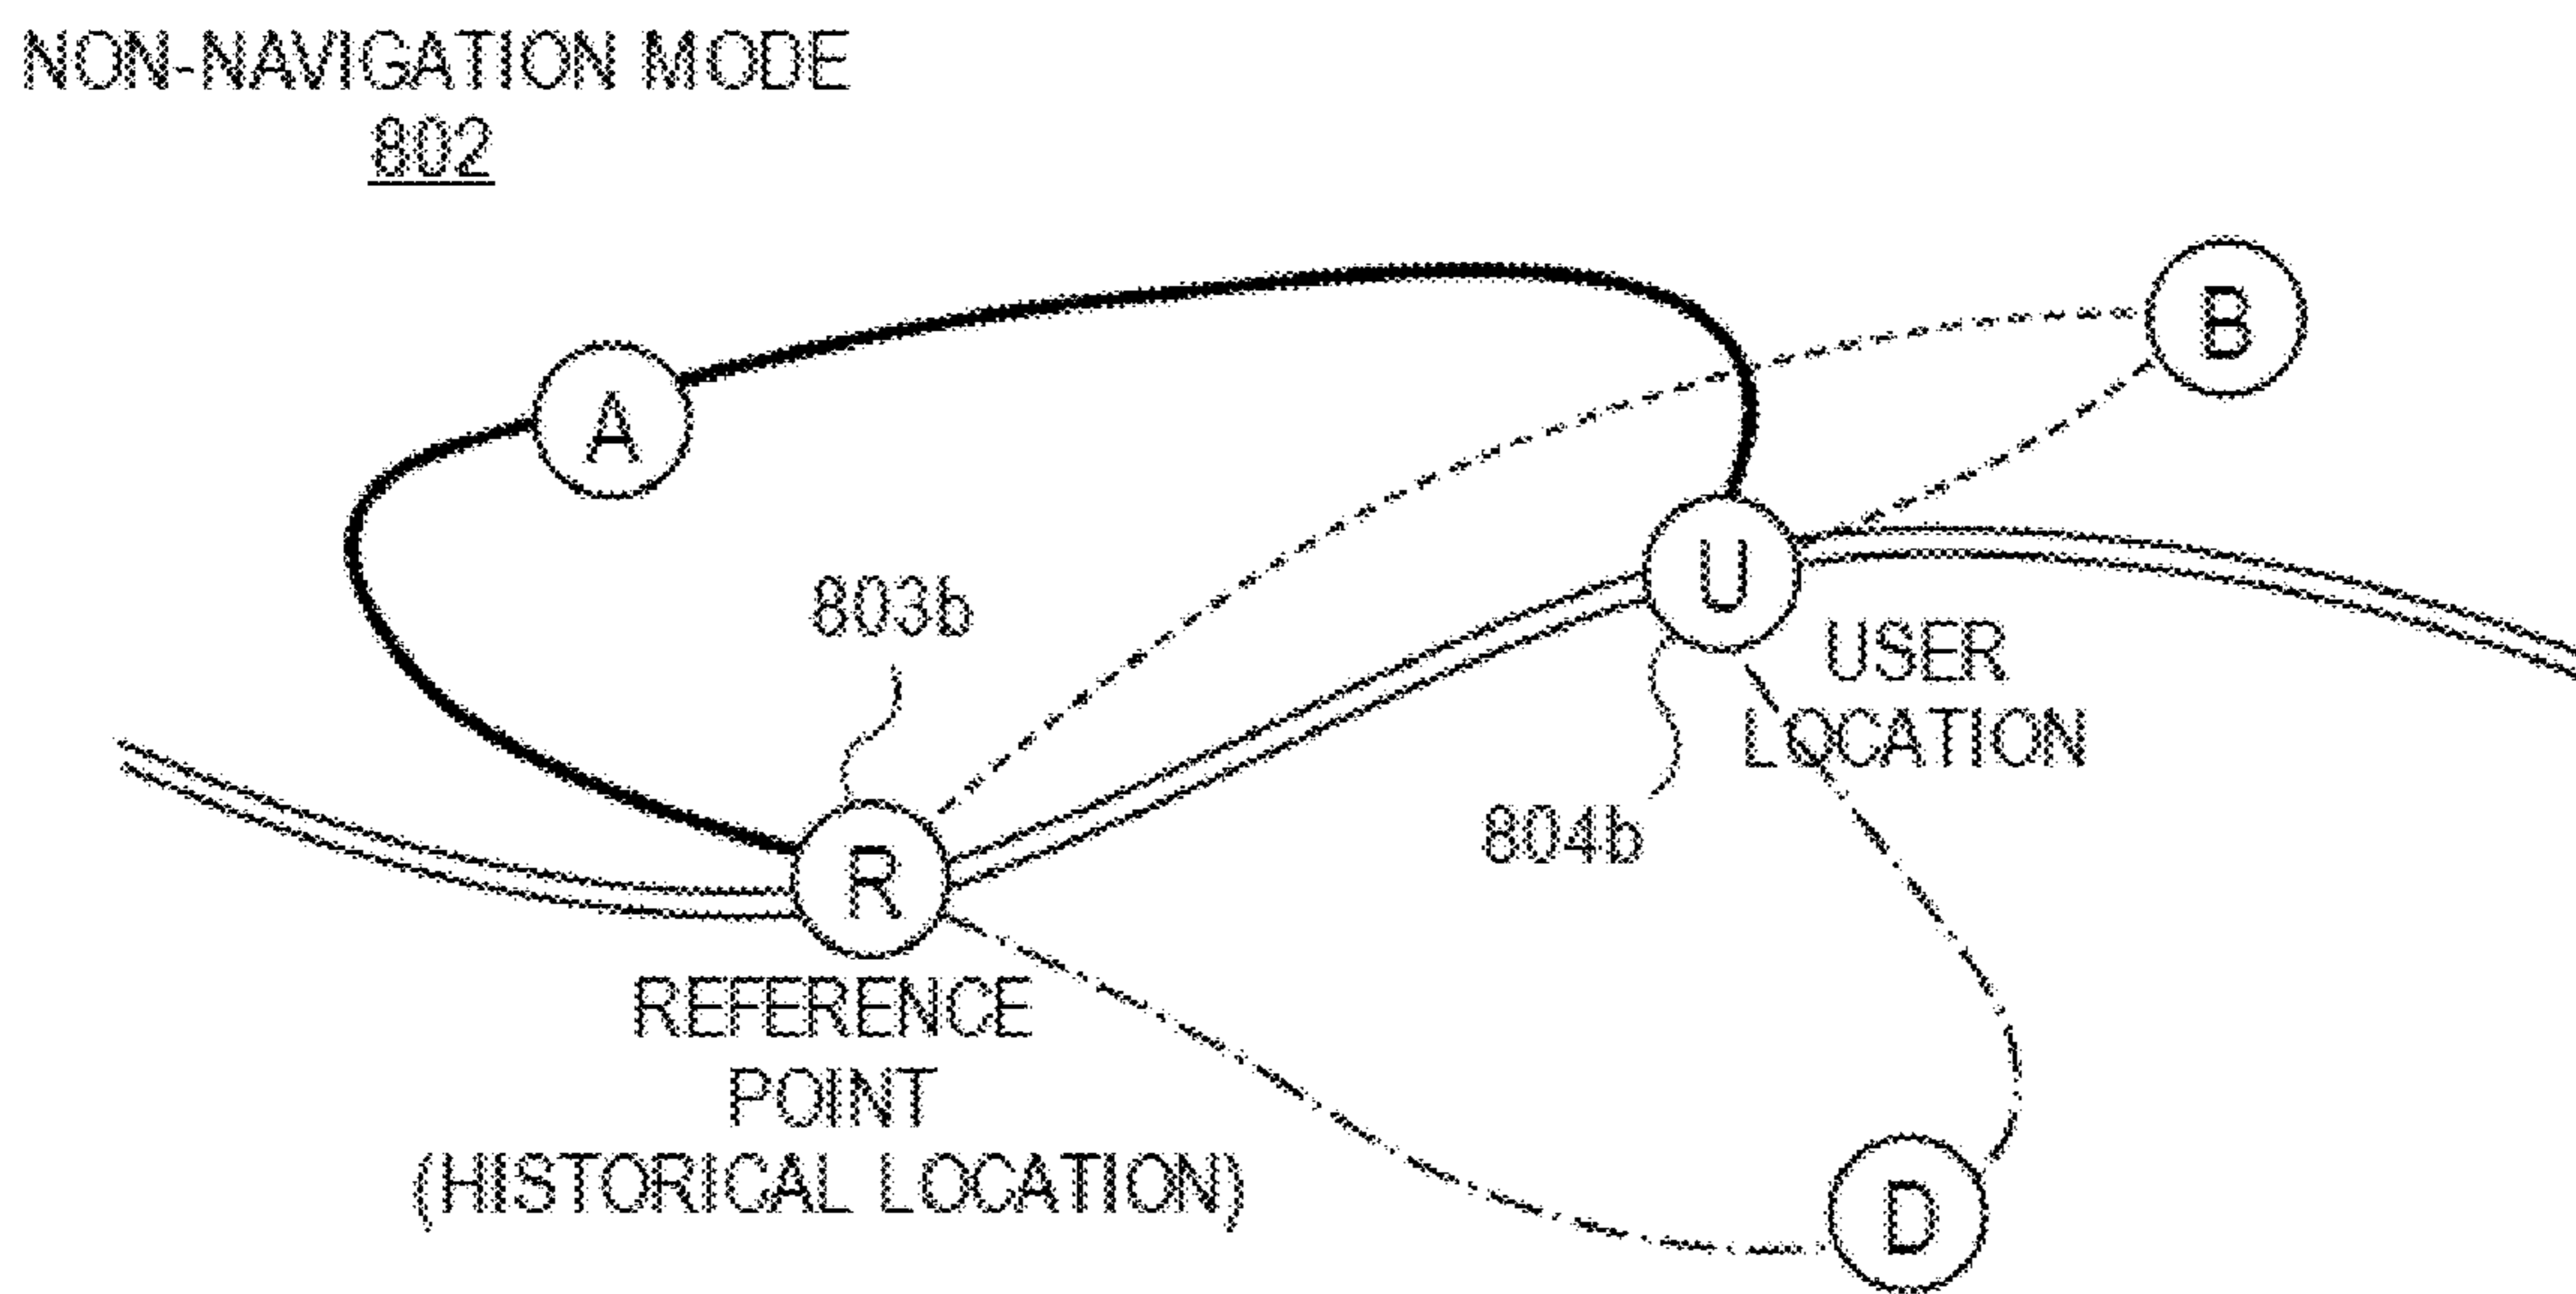 NON-NAVIGATION MODE
802
B
A
803b
U
USER
LOCATION
804b
R
REFERENCE
POINT
(HISTORICAL LOCATION)
D